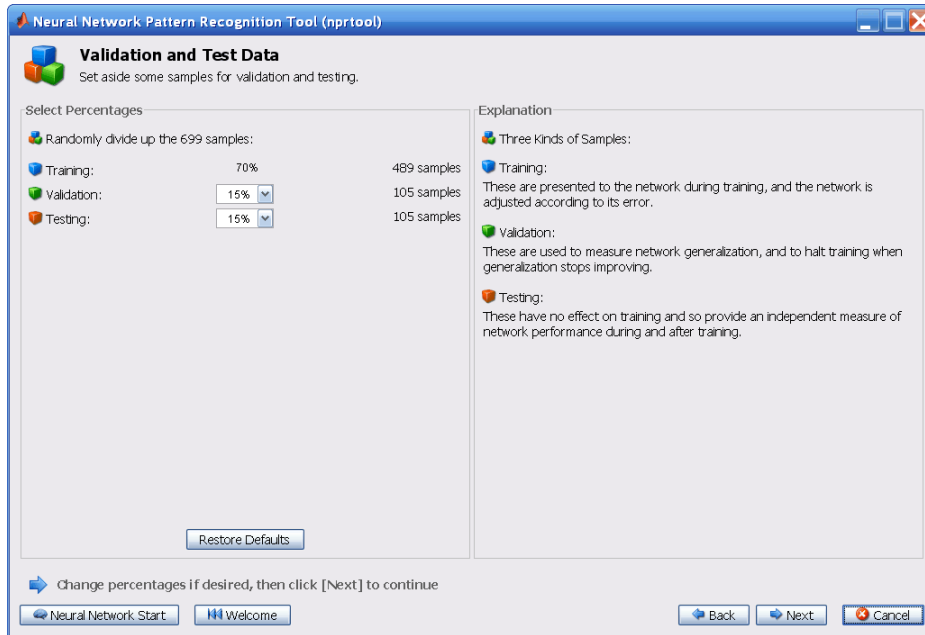 Neural Network Pattern Recognition Tool (nprtool)
Validation and Test Data
Set aside some samples for validation and testing.
Select Percentages
Randomly divide up the 699 samples:
Training: 70% 489 samples
Validation: 15% 105 samples
Testing: 15% 105 samples
Restore Defaults
Explanation
Three Kinds of Samples:
Training:
These are presented to the network during training, and the network is
adjusted according to its error.
Validation:
These are used to measure network generalization, and to halt training when
generalization stops improving.
Testing:
These have no effect on training and so provide an independent measure of
network performance during and after training.
Change percentages if desired, then click [Next] to continue
Neural Network Start Welcome Back Next Cancel